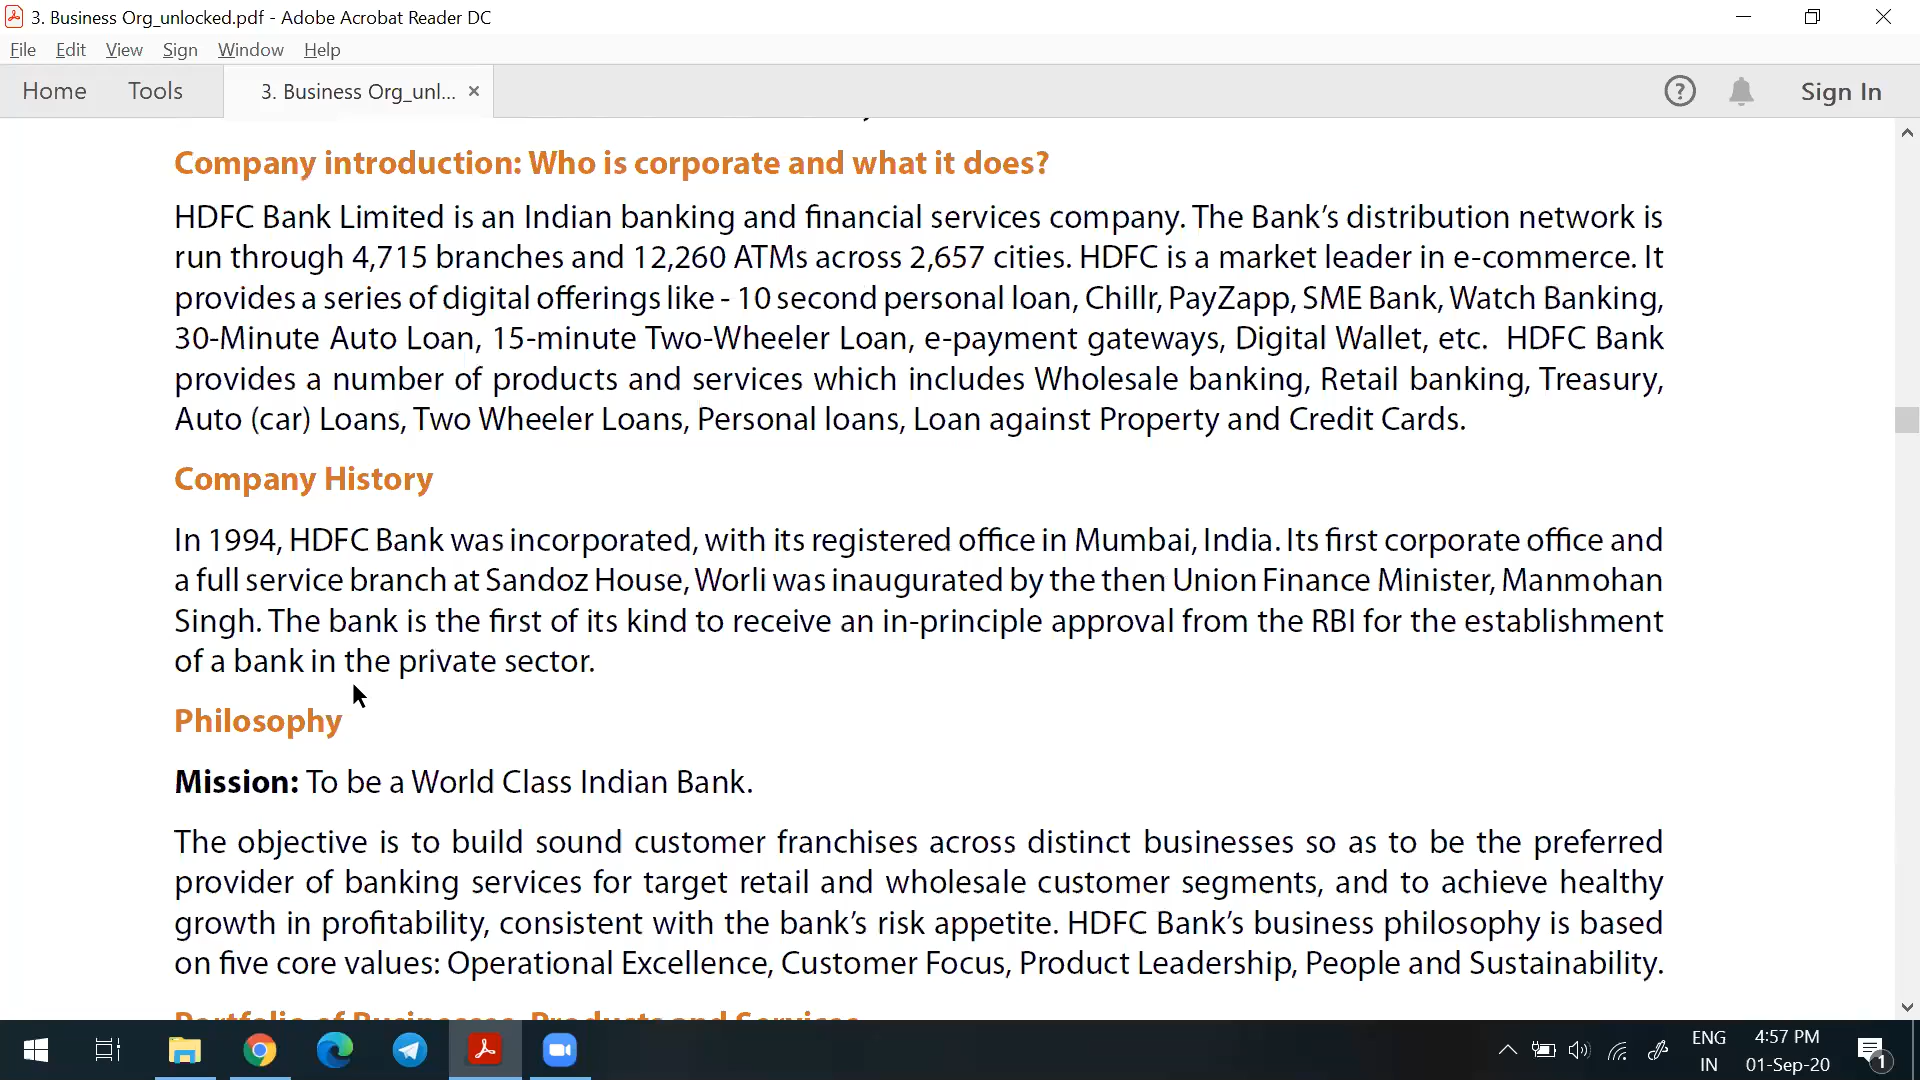 3. Business Org_unlocked.pdf - Adobe Acrobat Reader DC
File Edit View Sign Window Help
Home Tools 3. Business Org_unl... × ? Sign In
Company introduction: Who is corporate and what it does?
HDFC Bank Limited is an Indian banking and financial services company. The Bank’s distribution network is
run through 4,715 branches and 12,260 ATMs across 2,657 cities. HDFC is a market leader in e-commerce. It
provides a series of digital offerings like - 10 second personal loan, Chillr, PayZapp, SME Bank, Watch Banking,
30-Minute Auto Loan, 15-minute Two-Wheeler Loan, e-payment gateways, Digital Wallet, etc. HDFC Bank
provides a number of products and services which includes Wholesale banking, Retail banking, Treasury,
Auto (car) Loans, Two Wheeler Loans, Personal loans, Loan against Property and Credit Cards.
Company History
In 1994, HDFC Bank was incorporated, with its registered office in Mumbai, India. Its first corporate office and
a full service branch at Sandoz House, Worli was inaugurated by the then Union Finance Minister, Manmohan
Singh. The bank is the first of its kind to receive an in-principle approval from the RBI for the establishment
of a bank in the private sector.
Philosophy
Mission: To be a World Class Indian Bank.
The objective is to build sound customer franchises across distinct businesses so as to be the preferred
provider of banking services for target retail and wholesale customer segments, and to achieve healthy
growth in profitability, consistent with the bank’s risk appetite. HDFC Bank’s business philosophy is based
on five core values: Operational Excellence, Customer Focus, Product Leadership, People and Sustainability.
Portfolio of Businesses, Products and Services
ENG 4:57 PM
IN 01-Sep-20 1